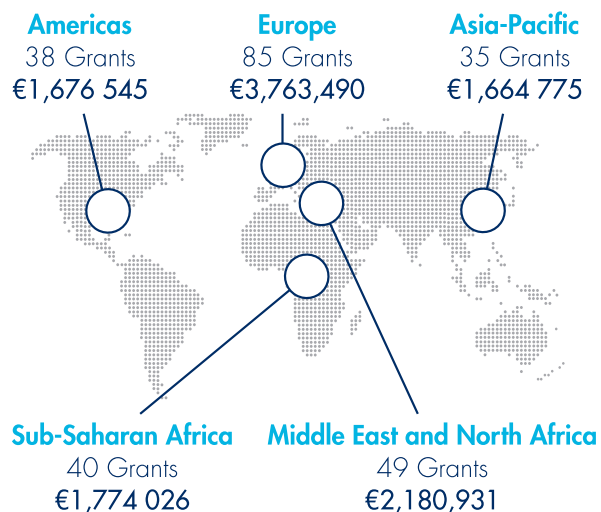 Americas
38 Grants
€1,676 545
Europe
85 Grants
€3,763,490
Asia-Pacific
35 Grants
€1,664 775
Sub-Saharan Africa
40 Grants
€1,774 026
Middle East and North Africa
49 Grants
€2,180,931